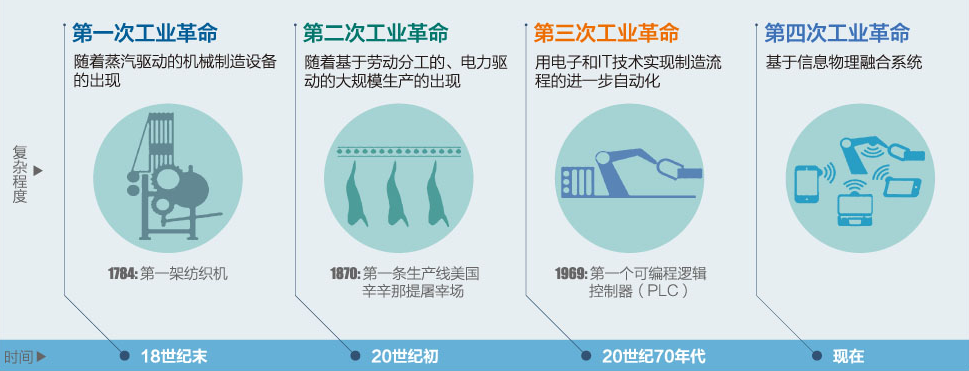 第一次工业革命
随着蒸汽驱动的机械制造设备
的出现
1784: 第一架纺织机
第二次工业革命
随着基于劳动分工的、电力驱
动的大规模生产的出现
1870: 第一条生产线美国
辛辛那提屠宰场
第三次工业革命
用电子和IT技术实现制造流
程的进一步自动化
1969: 第一个可编程逻辑
控制器（PLC）
第四次工业革命
基于信息物理融合系统
复杂程度
时间
18世纪末
20世纪初
20世纪70年代
现在